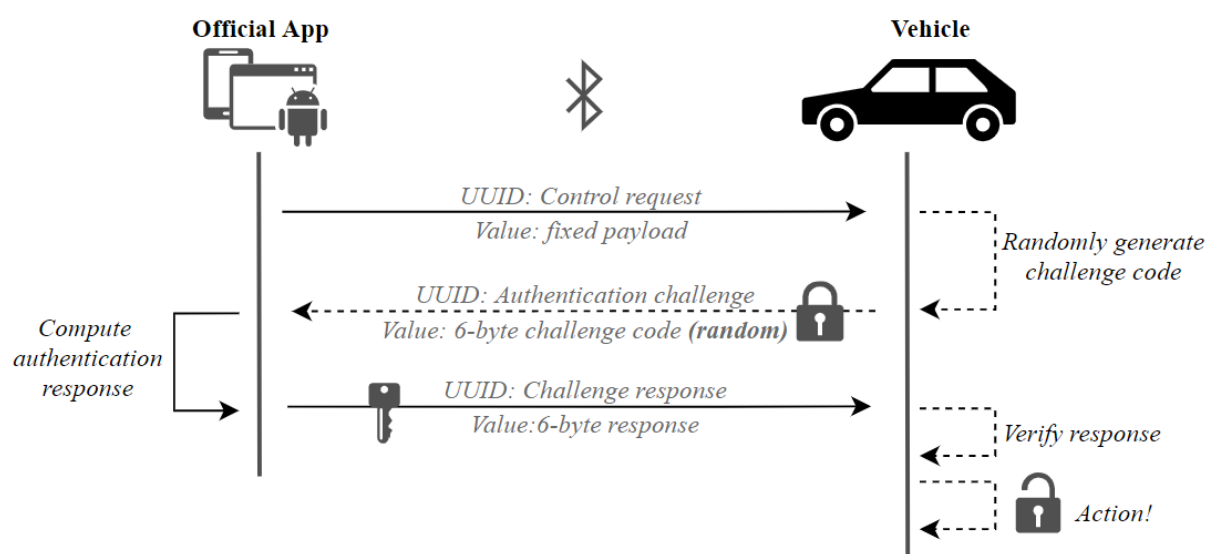 Official App
Vehicle
UUID: Control request
Value: fixed payload
Randomly generate
challenge code
UUID: Authentication challenge
Value: 6-byte challenge code (random)
Compute
authentication
response
UUID: Challenge response
Value:6-byte response
Verify response
Action!